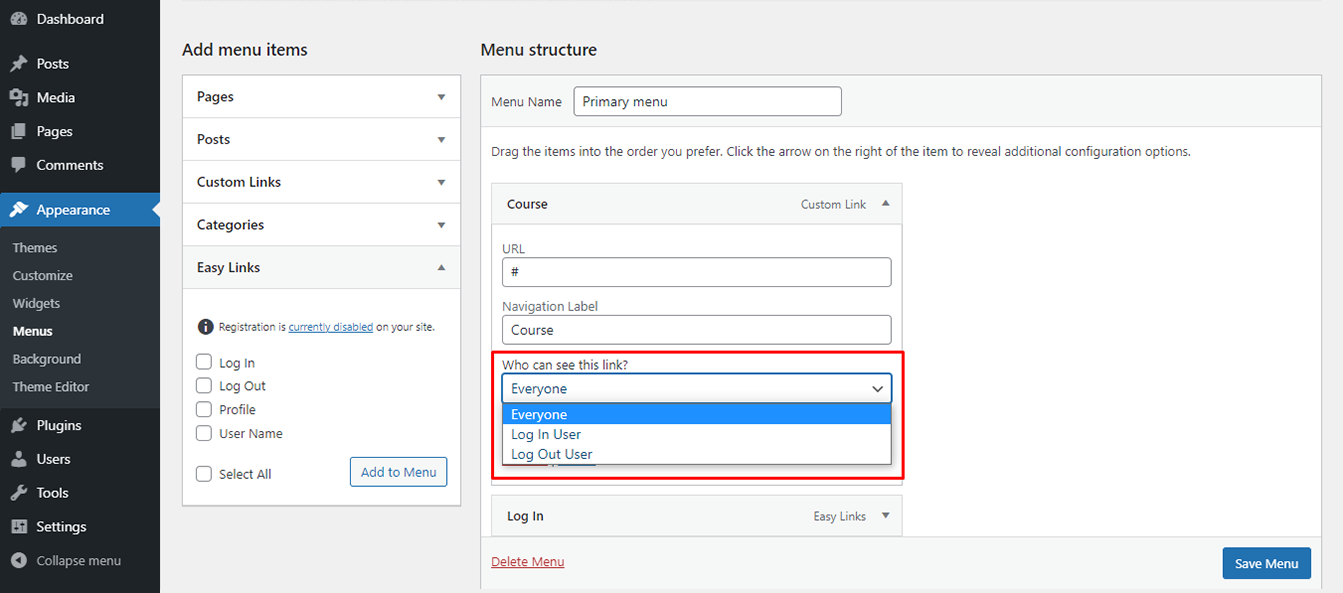 Dashboard
Posts
Media
Pages
Comments
Appearance
Themes
Customize
Widgets
Menus
Background
Theme Editor
Plugins
Users
Tools
Settings
Collapse menu
Add menu items
Pages
Posts
Custom Links
Categories
Easy Links
Registration is currently disabled on your site.
Log In
Log Out
Profile
User Name
Select All
Add to Menu
Menu structure
Menu Name
Primary menu
Drag the items into the order you prefer. Click the arrow on the right of the item to reveal additional configuration options.
Course
Custom Link
URL
#
Navigation Label
Course
Who can see this link?
Everyone
Everyone
Log In User
Log Out User
Log In
Easy Links
Delete Menu
Save Menu